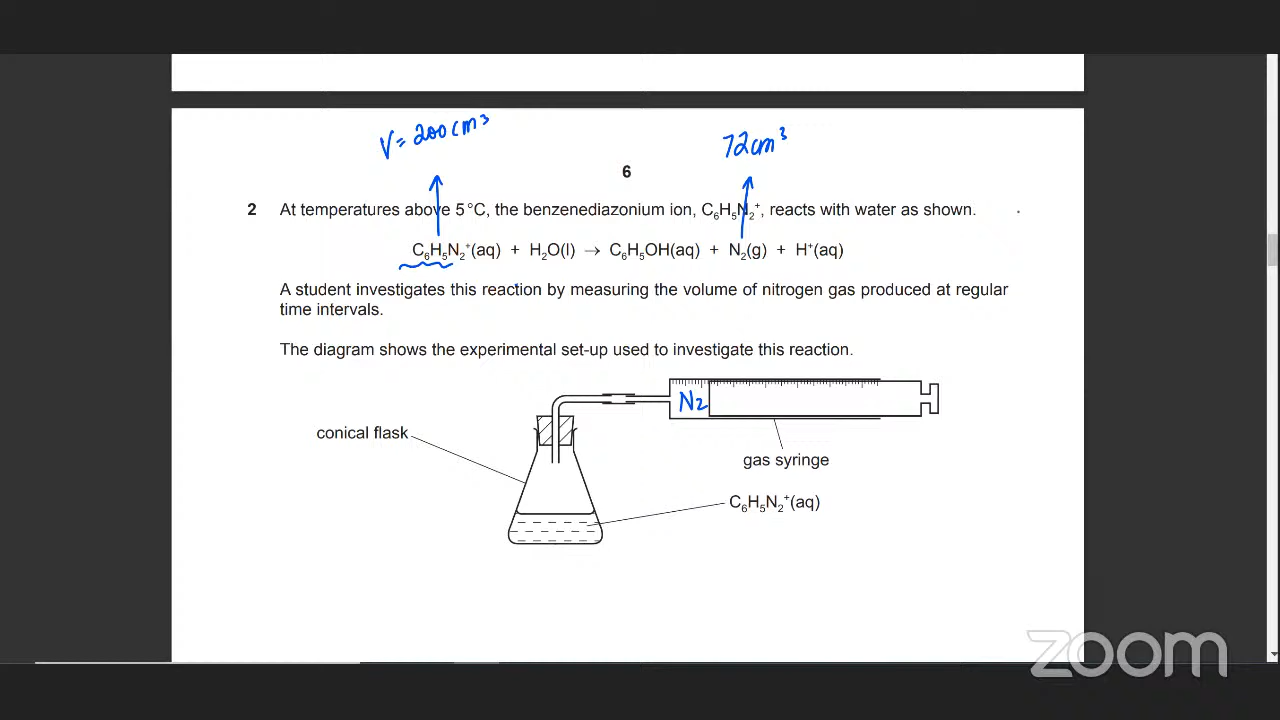 V = 200 cm³
72 cm³
6
2 At temperatures above 5°C, the benzenediazonium ion, C₆H₅N₂⁺, reacts with water as shown.
C₆H₅N₂⁺(aq) + H₂O(l) → C₆H₅OH(aq) + N₂(g) + H⁺(aq)
A student investigates this reaction by measuring the volume of nitrogen gas produced at regular
time intervals.
The diagram shows the experimental set-up used to investigate this reaction.
N₂
conical flask
gas syringe
C₆H₅N₂⁺(aq)
zoom